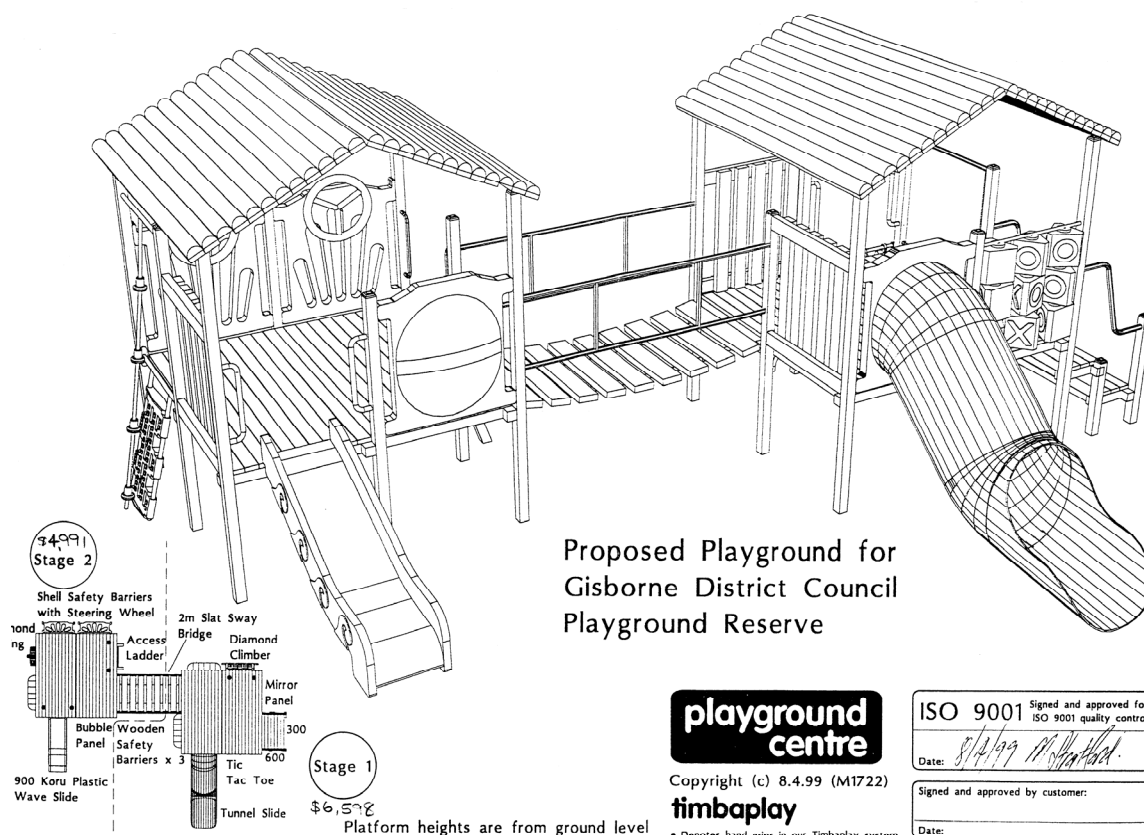 $4,991
Stage 2
Shell Safety Barriers
with Steering Wheel
ond
ng
Access
Ladder
2m Slat Sway
Bridge
Diamond
Climber
Mirror
Panel
300
600
Bubble
Panel
Wooden
Safety
Barriers x 3
Tic
Tac Toe
900 Koru Plastic
Wave Slide
Tunnel Slide
Stage 1
$6,578
Platform heights are from ground level
Proposed Playground for
Gisborne District Council
Playground Reserve
playground
centre
Copyright (c) 8.4.99 (M1722)
timbaplay
ISO 9001
Signed and approved fo
ISO 9001 quality contro
Date: 8/4/99
Signed and approved by customer:
Date: